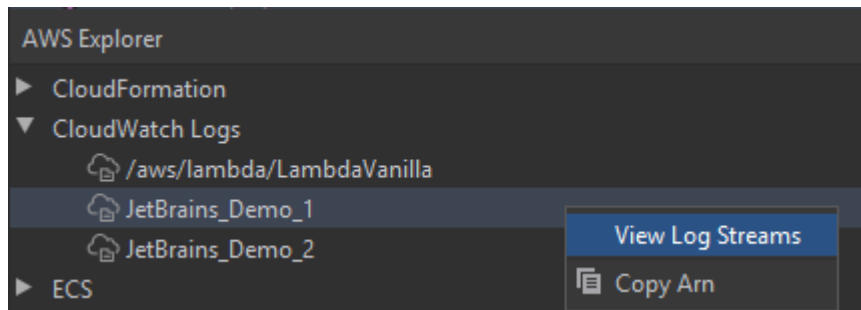 AWS Explorer
CloudFormation
CloudWatch Logs
/aws/lambda/LambdaVanilla
JetBrains_Demo_1
View Log Streams
JetBrains_Demo_2
Copy Arn
ECS